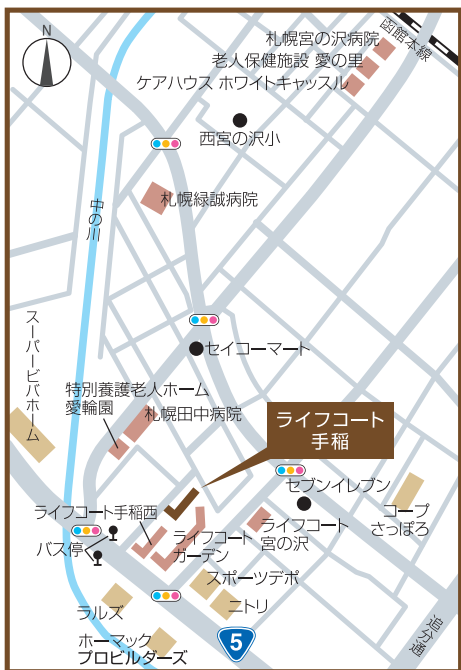 N
札幌宮の沢病院
函館本線
老人保健施設 愛の里
ケアハウス ホワイトキャッスル
西宮の沢小
札幌緑誠病院
中の川
セイコーマート
スーパービバホーム
特別養護老人ホーム
愛輪園
札幌田中病院
ライフコート
手稲
セブンイレブン
コープ
さっぽろ
ライフコート手稲西
ライフコート
ガーデン
ライフコート
宮の沢
バス停
スポーツデポ
ニトリ
ラルズ
ホーマック
プロビルダーズ
5
追分通